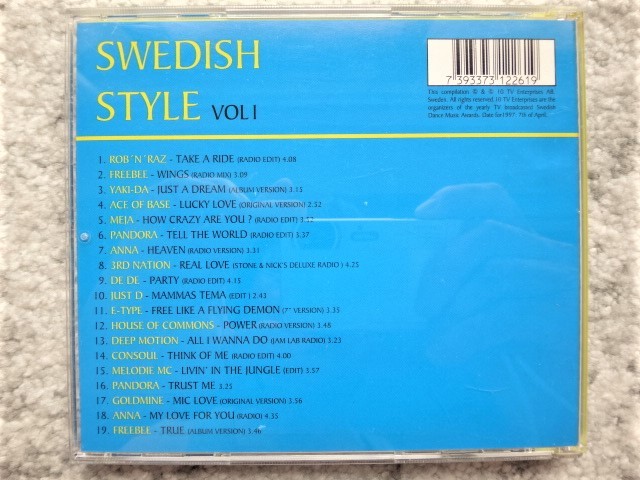 SWEDISH
STYLE VOL I
7 393373 122619
This compilation © & © 1G TV Enterprises AB,
Sweden. All rights reserved. 1G TV Enterprises are the
organizers of the yearly TV broadcasted Swedish
Dance Music Awards. Date for1997: 7th of April.
1. ROB´N´RAZ - TAKE A RIDE (RADIO EDIT) 4.08
2. FREEBEE - WINGS (RADIO MIX) 3.09
3. YAKI-DA - JUST A DREAM (ALBUM VERSION) 3.15
4. ACE OF BASE - LUCKY LOVE (ORIGINAL VERSION) 2.52
5. MEJA - HOW CRAZY ARE YOU ? (RADIO EDIT) 3.52
6. PANDORA - TELL THE WORLD (RADIO EDIT) 3.37
7. ANNA - HEAVEN (RADIO VERSION) 3.31
8. 3RD NATION - REAL LOVE (STONE & NICK'S DELUXE RADIO ) 4.25
9. DE DE - PARTY (RADIO EDIT) 4.15
10. JUST D - MAMMAS TEMA (EDIT ) 2.43
11. E-TYPE - FREE LIKE A FLYING DEMON (7" VERSION) 3.35
12. HOUSE OF COMMONS - POWER (RADIO VERSION) 3.48
13. DEEP MOTION - ALL I WANNA DO (JAM LAB RADIO) 3.23
14. CONSOUL - THINK OF ME (RADIO EDIT) 4.00
15. MELODIE MC - LIVIN' IN THE JUNGLE (EDIT) 3.57
16. PANDORA - TRUST ME 3.25
17. GOLDMINE - MIC LOVE (ORIGINAL VERSION) 3.56
18. ANNA - MY LOVE FOR YOU (RADIO) 4.35
19. FREEBEE - TRUE (ALBUM VERSION) 3.46